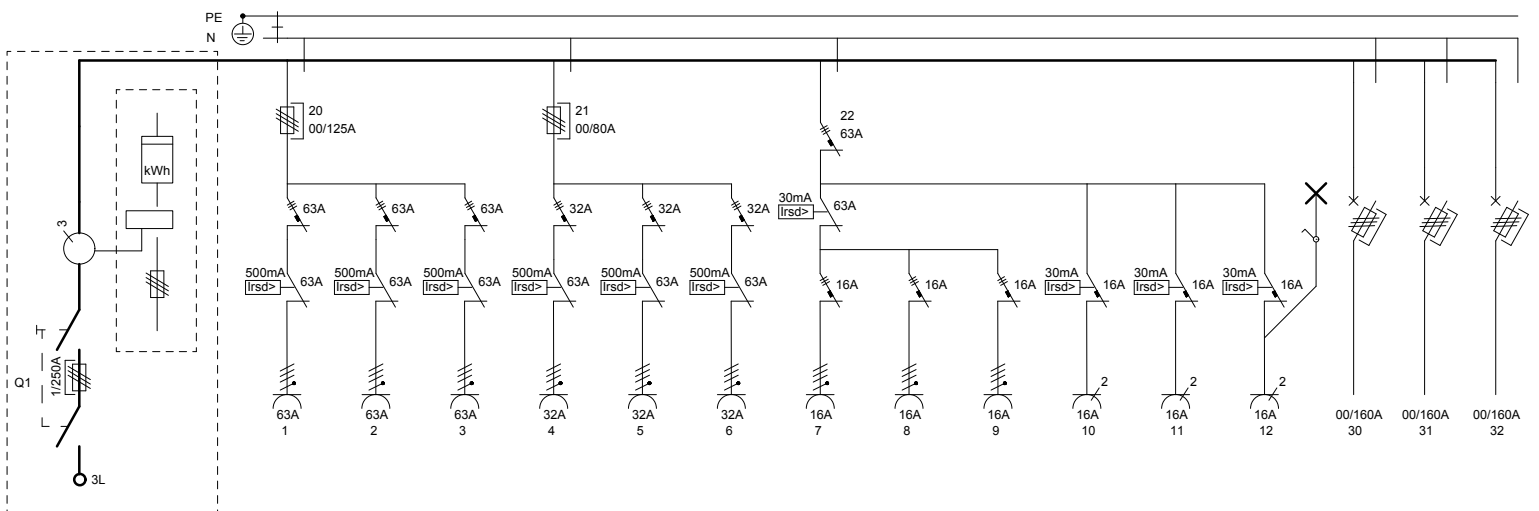 PE
N
20
00/125A
21
00/80A
22
63A
kWh
3
63A
63A
63A
32A
32A
32A
30mA
Irsd>
63A
500mA
Irsd>
63A
500mA
Irsd>
63A
500mA
Irsd>
63A
500mA
Irsd>
63A
500mA
Irsd>
63A
500mA
Irsd>
63A
16A
16A
16A
30mA
Irsd>
16A
30mA
Irsd>
16A
30mA
Irsd>
16A
Q1
1/250A
2
2
2
63A
1
63A
2
63A
3
32A
4
32A
5
32A
6
16A
7
16A
8
16A
9
16A
10
16A
11
16A
12
00/160A
30
00/160A
31
00/160A
32
3L